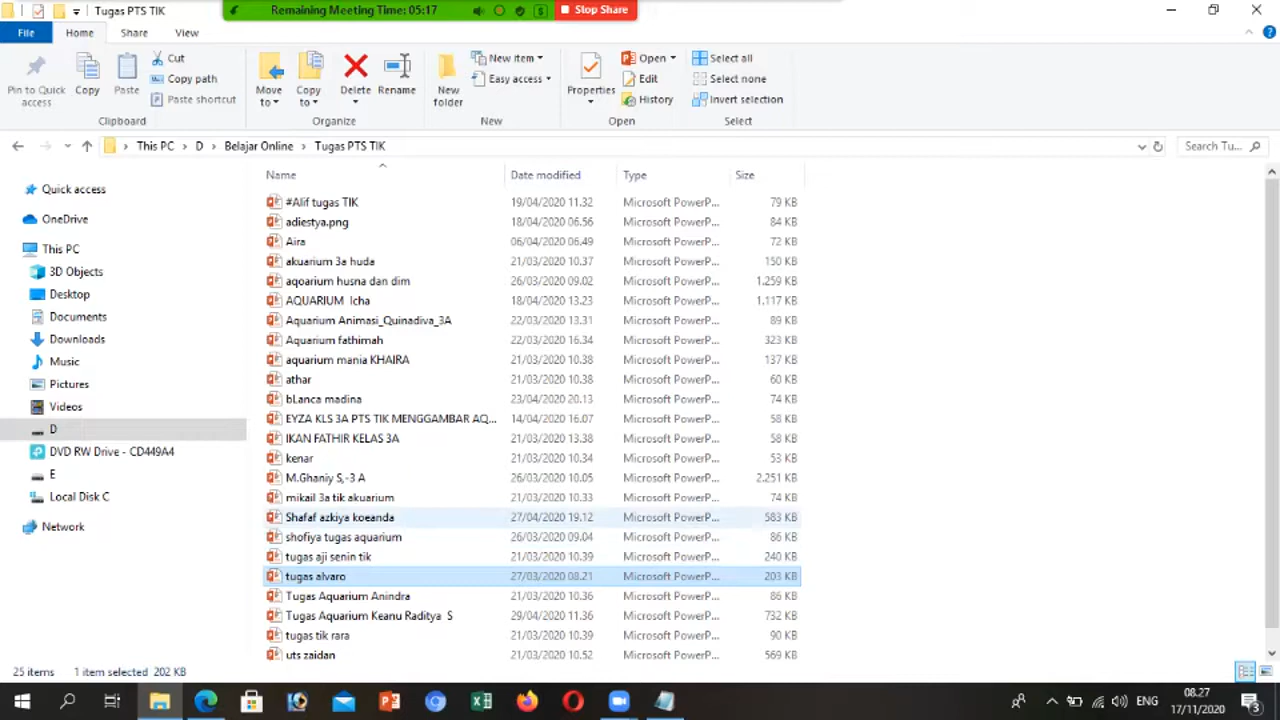 Tugas PTS TIK
Remaining Meeting Time: 05:17
Stop Share
File Home Share View
Pin to Quick access
Copy
Paste
Cut
Copy path
Paste shortcut
Clipboard
Move to
Copy to
Delete
Rename
Organize
New folder
New item
Easy access
New
Properties
Open
Edit
History
Open
Select all
Select none
Invert selection
Select
This PC › D › Belajar Online › Tugas PTS TIK
Search Tu...
Quick access
OneDrive
This PC
3D Objects
Desktop
Documents
Downloads
Music
Pictures
Videos
D
DVD RW Drive - CD449A4
E
Local Disk C
Network
Name Date modified Type Size
#Alif tugas TIK 19/04/2020 11.32 Microsoft PowerP... 79 KB
adiestya.png 18/04/2020 06.56 Microsoft PowerP... 84 KB
Aira 06/04/2020 06.49 Microsoft PowerP... 72 KB
akuarium 3a huda 21/03/2020 10.37 Microsoft PowerP... 150 KB
aqoarium husna dan dim 26/03/2020 09.02 Microsoft PowerP... 1.259 KB
AQUARIUM Icha 18/04/2020 13.23 Microsoft PowerP... 1.117 KB
Aquarium Animasi_Quinadiva_3A 22/03/2020 13.31 Microsoft PowerP... 89 KB
Aquarium fathimah 22/03/2020 16.34 Microsoft PowerP... 323 KB
aquarium mania KHAIRA 21/03/2020 10.38 Microsoft PowerP... 137 KB
athar 21/03/2020 10.38 Microsoft PowerP... 60 KB
bLanca madina 23/04/2020 20.13 Microsoft PowerP... 74 KB
EYZA KLS 3A PTS TIK MENGGAMBAR AQ... 14/04/2020 16.07 Microsoft PowerP... 58 KB
IKAN FATHIR KELAS 3A 21/03/2020 13.38 Microsoft PowerP... 58 KB
kenar 21/03/2020 10.34 Microsoft PowerP... 53 KB
M.Ghaniy S,-3 A 26/03/2020 10.05 Microsoft PowerP... 2.251 KB
mikail 3a tik akuarium 21/03/2020 10.33 Microsoft PowerP... 74 KB
Shafaf azkiya koeanda 27/04/2020 19.12 Microsoft PowerP... 583 KB
shofiya tugas aquarium 26/03/2020 09.04 Microsoft PowerP... 86 KB
tugas aji senin tik 21/03/2020 10.39 Microsoft PowerP... 240 KB
tugas alvaro 27/03/2020 08.21 Microsoft PowerP... 203 KB
Tugas Aquarium Anindra 21/03/2020 10.36 Microsoft PowerP... 86 KB
Tugas Aquarium Keanu Raditya S 29/04/2020 11.36 Microsoft PowerP... 732 KB
tugas tik rara 21/03/2020 10.39 Microsoft PowerP... 90 KB
uts zaidan 21/03/2020 10.52 Microsoft PowerP... 569 KB
25 items 1 item selected 202 KB
ENG
08.27
17/11/2020
3